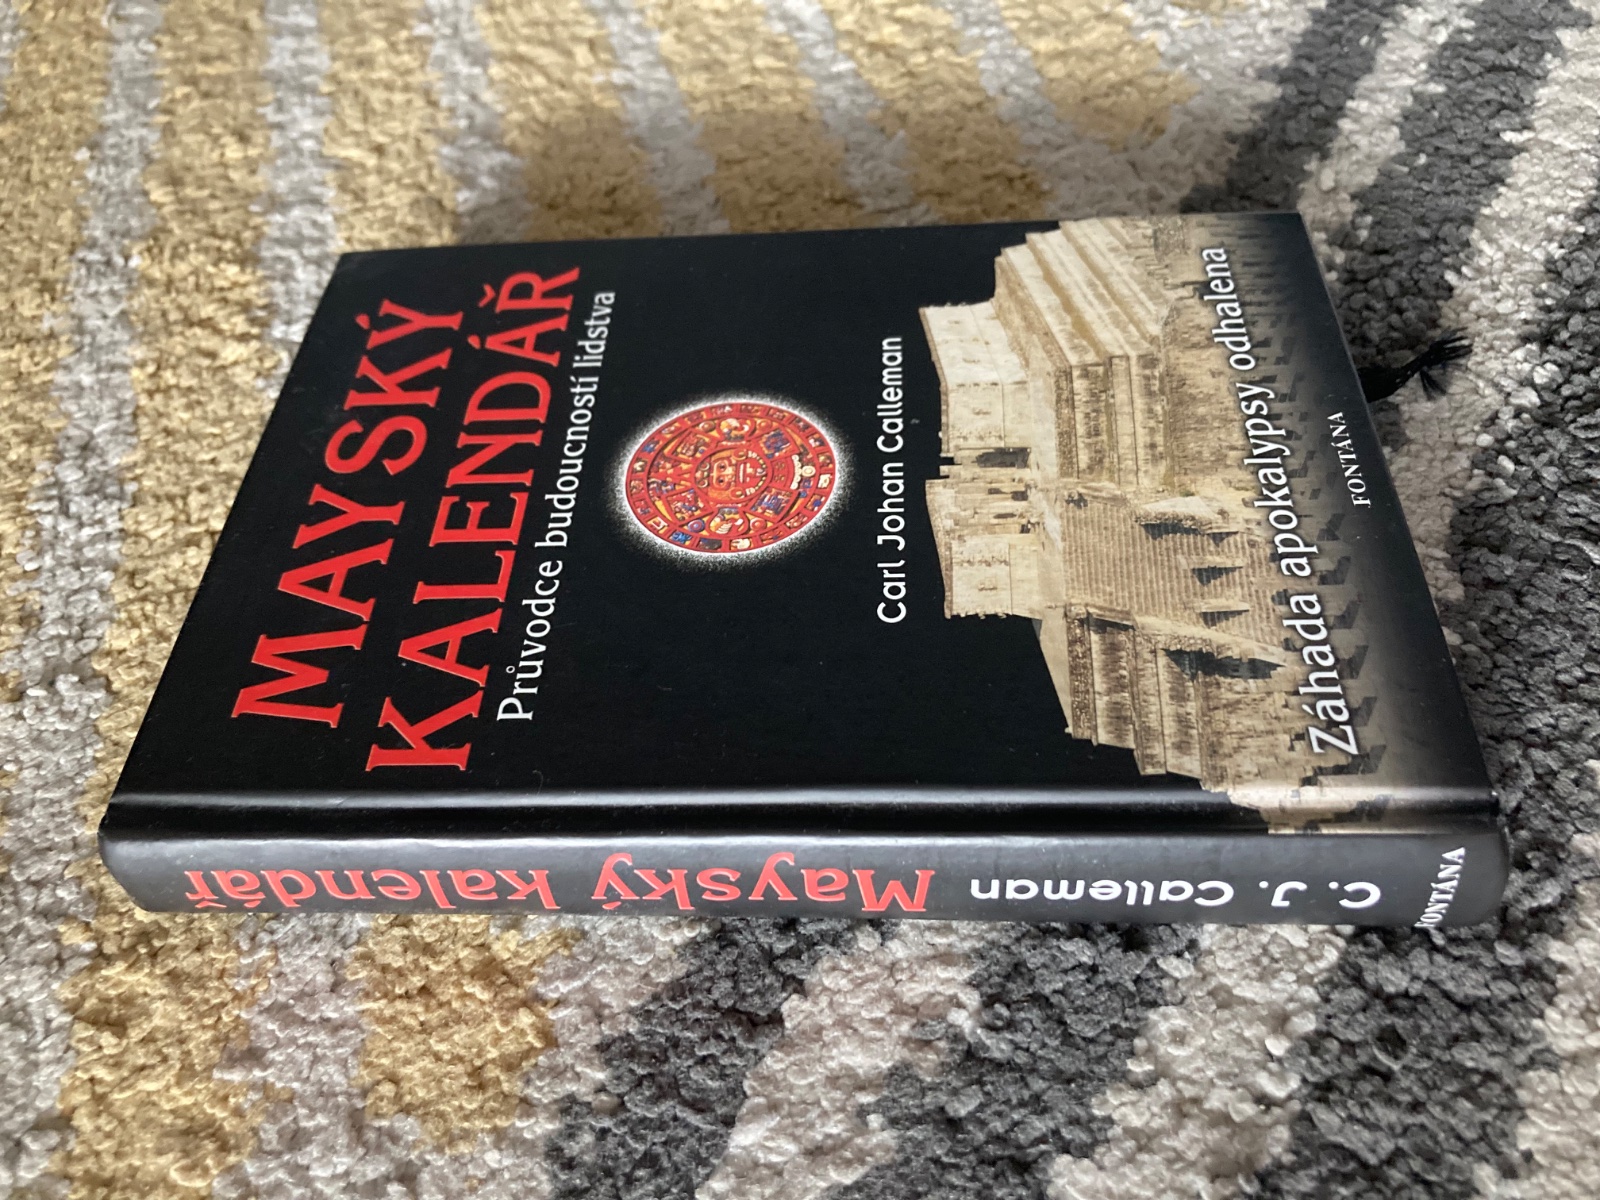 MAYSKÝ
KALENDÁŘ
Průvodce budoucností lidstva
Carl Johan Calleman
Záhada apokalypsy odhalena
FONTÁNA
C. J. Calleman Mayský kalendář
FONTÁNA